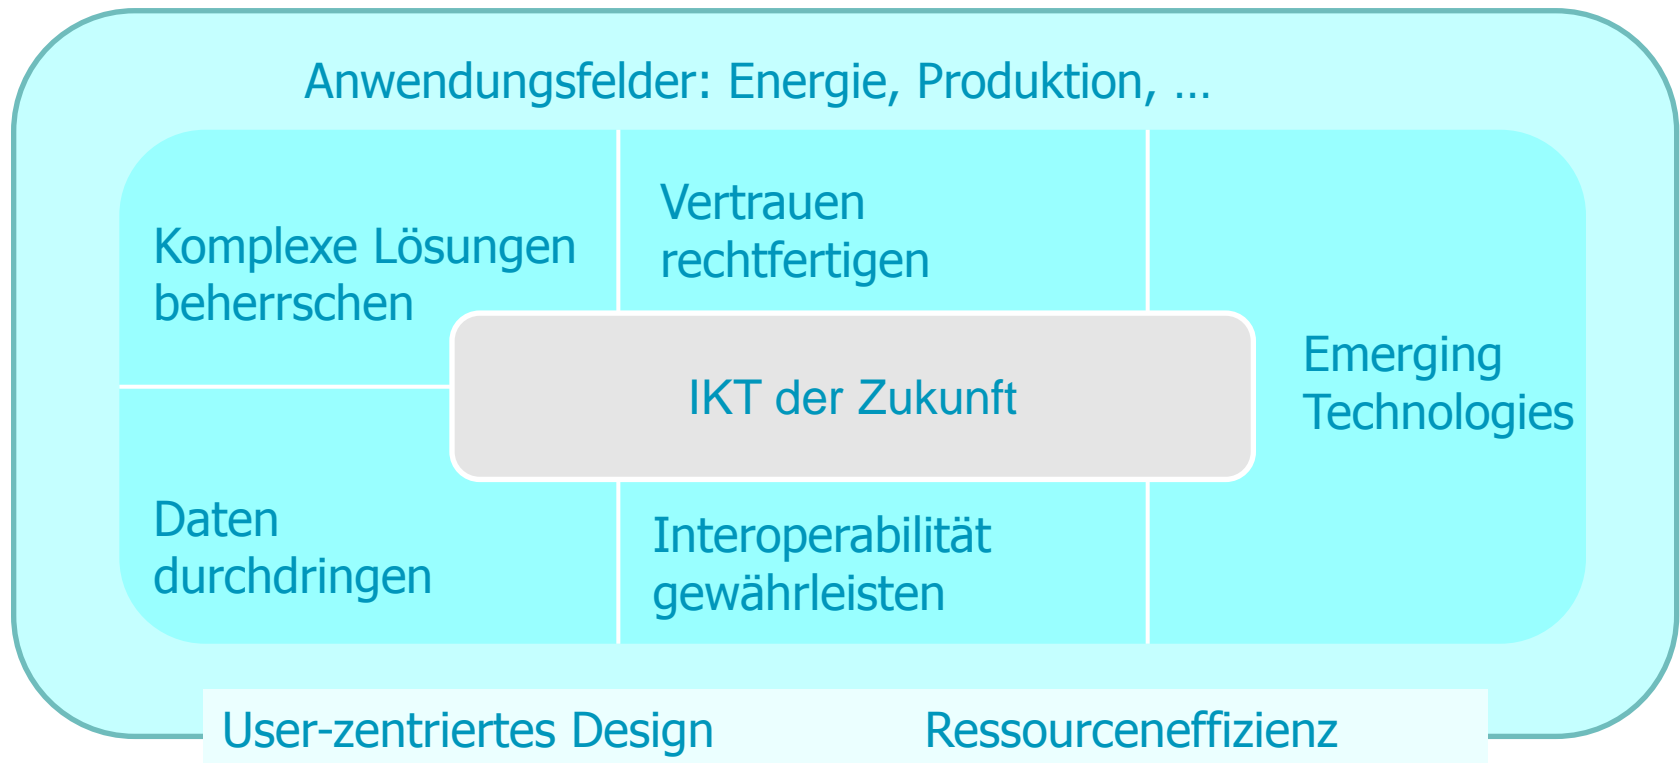 Anwendungsfelder: Energie, Produktion, …
Komplexe Lösungen
beherrschen
Vertrauen
rechtfertigen
IKT der Zukunft
Emerging
Technologies
Daten
durchdringen
Interoperabilität
gewährleisten
User-zentriertes Design
Ressourceneffizienz